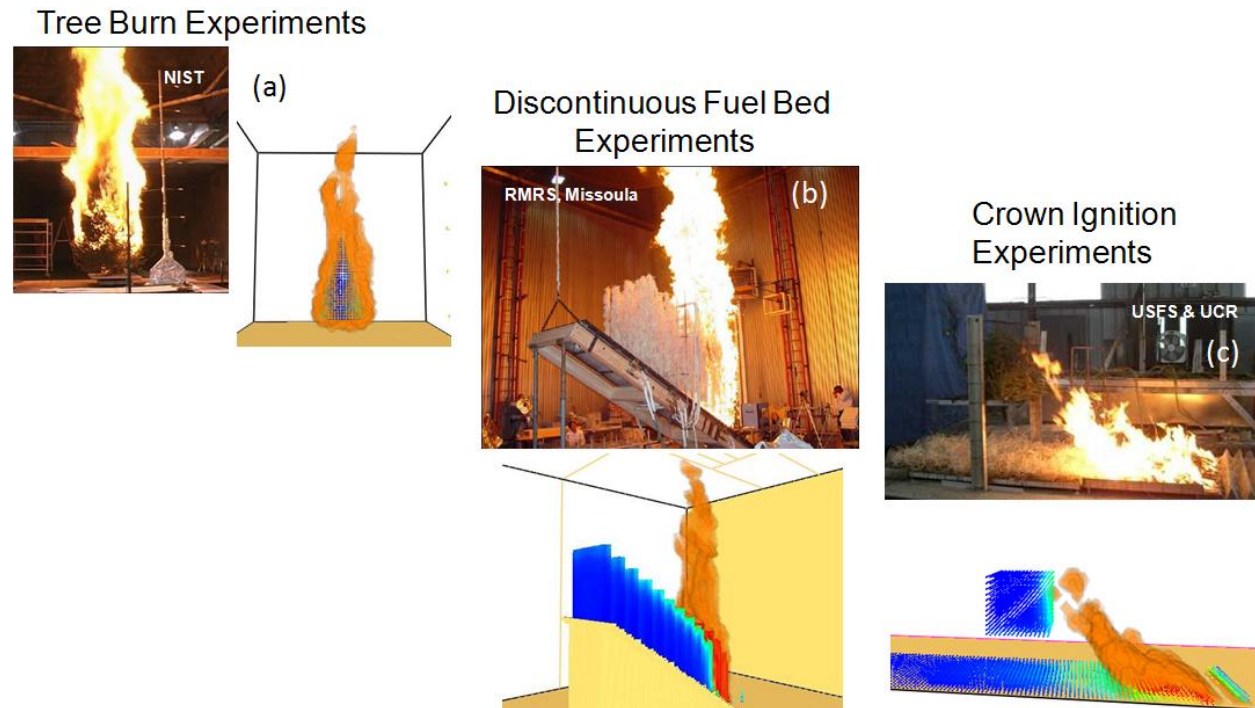 Tree Burn Experiments
NIST
(a)
Discontinuous Fuel Bed
Experiments
RMRS, Missoula
(b)
Crown Ignition
Experiments
USFS & UCR
(c)